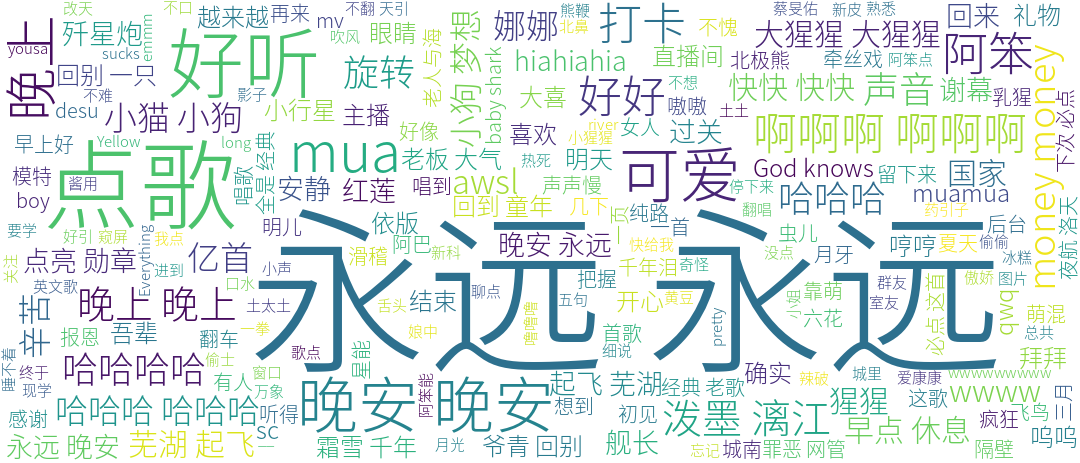 改天
不口
不翻 天引
熊鞭
蔡旻佑
新皮 熟悉
越来越
再来
mv
北鼻
不愧
回来
礼物
歼星炮
emmm
yousa
sucks
吹风
眼睛
梦想
娜娜
打卡
大猩猩 大猩猩
阿笨
晚上
好听
回别 一只
旋转
hiahiahia
直播间
北极熊
牵丝戏
阿笨点
老人与海
不难
影子
desu
小猫 小狗
小行星
主播
小狗
baby shark
大喜
好好
不想
快快 快快
声音
谢幕
乳猩
money money
下次 必点
嗷嗷
土土
早上好
Yellow
long
好像
喜欢
小猩猩
river
女人
过关
啊啊啊 啊啊啊
点歌
唱歌
全是 经典
mua
老板 大气
热死
明天
可爱
God knows
停下来
留下来
国家
模特
boy
酱用
安静
红莲
唱到
awsl
声声慢
回到 童年
几下
哈哈哈
muamua
翻唱
药引子
要学
好引 窥屏
我点
明儿
依版
晚安 永远
一页
纯路
一首
虫儿
月牙
后台
哼哼
夏天
偷偷
夜航 洛天
关注
点亮 勋章
Everything
亿首
阿巴
滑稽
新科
永远 永远
快给我
没点
千年泪
奇怪
群友
傲娇
冰糕
图片
英文歌
进到
口水
小声
把握
聊点
五句
开心
黄豆
小姐
靠萌
室友
必点 这首
qwq
萌混
辛苦
晚上 晚上
土太土
舌头
结束
嘈嘈嘈
六花
总共
报恩
吾辈
翻车
一拳
星能
娘中
首歌
细说
pretty
拜拜
睡不着
终于
现学
哈哈哈哈
偷士
有人
窗口
万象
歌点
阿笨能
晚安 晚安
起飞 芜湖
想到
经典 老歌
确实
辣破
城里
爱康康
wwwwwwwww
wwww
感谢
哈哈哈 哈哈哈
听得
sc
初见
泼墨 漓江
猩猩
这歌
疯狂
飞鸟
三月
永远 晚安
芜湖 起飞
霜雪 千年
月光
爷青 回别
舰长
忘记
城南
罪恶 网管
早点 休息
隔壁
呜呜